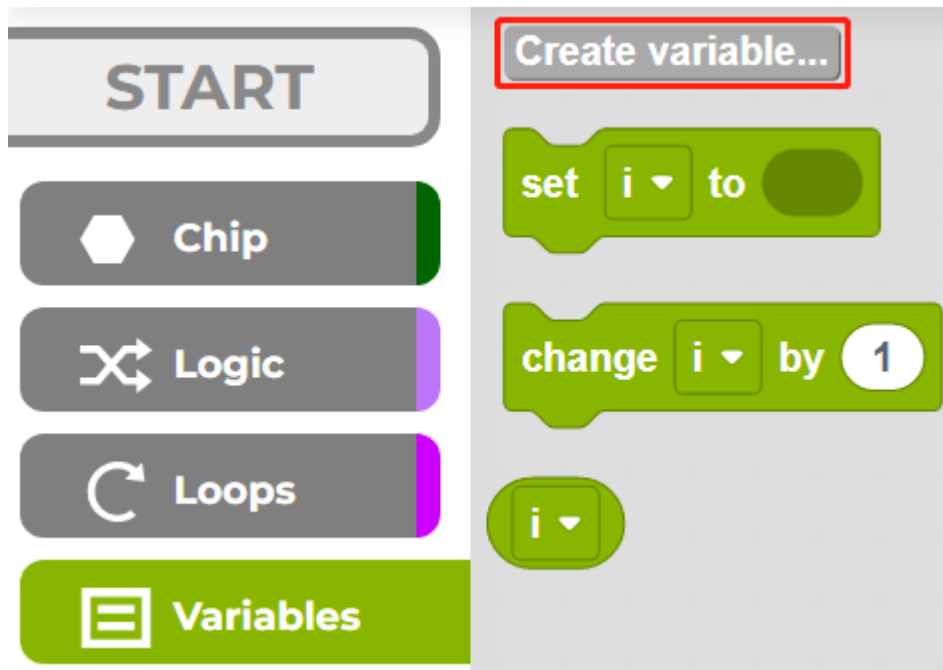 START
Chip
Logic
Loops
Variables
Create variable...
set i to
change i by 1
i